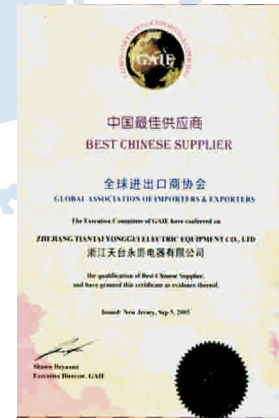 GAIE
中国最佳供应商
BEST CHINESE SUPPLIER
全球进出口商协会
GLOBAL ASSOCIATION OF IMPORTERS & EXPORTERS
The Executive Committee of GAIE have conferred on
ZHEJIANG TIANTAI YONGGUI ELECTRIC EQUIPMENT CO., LTD
浙江天台永贵电器有限公司
the qualification of Best Chinese Supplier,
and have granted this certificate as evidence thereof.
Issued: New Jersey, Sep 5, 2005
Shawn
Executive Director, GAIE